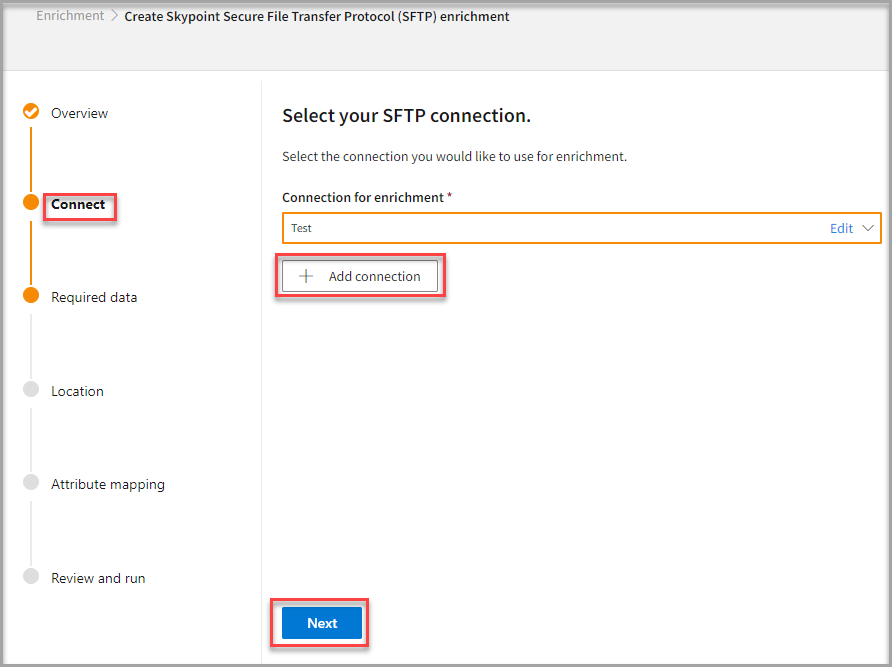 Enrichment > Create Skypoint Secure File Transfer Protocol (SFTP) enrichment
Overview
Connect
Required data
Location
Attribute mapping
Review and run
Select your SFTP connection.
Select the connection you would like to use for enrichment.
Connection for enrichment *
Test Edit
Add connection
Next